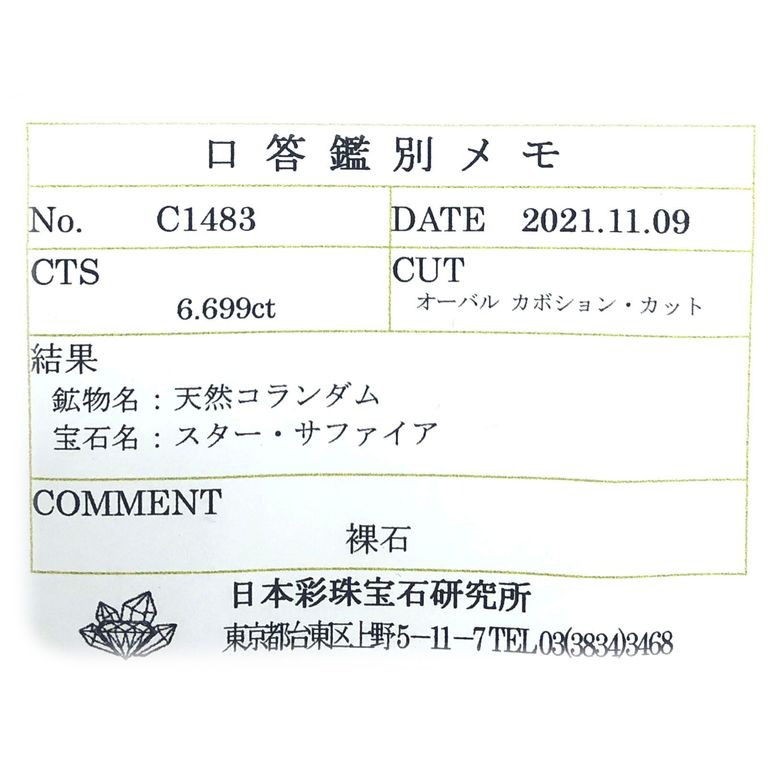 口答鑑別メモ
No. C1483 DATE 2021.11.09
CTS CUT
6.699ct オーバル カボション・カット
結果
鉱物名：天然コランダム
宝石名：スター・サファイア
COMMENT
裸石
日本彩珠宝石研究所
東京都台東区上野5-11-7 TEL 03(3834)3468